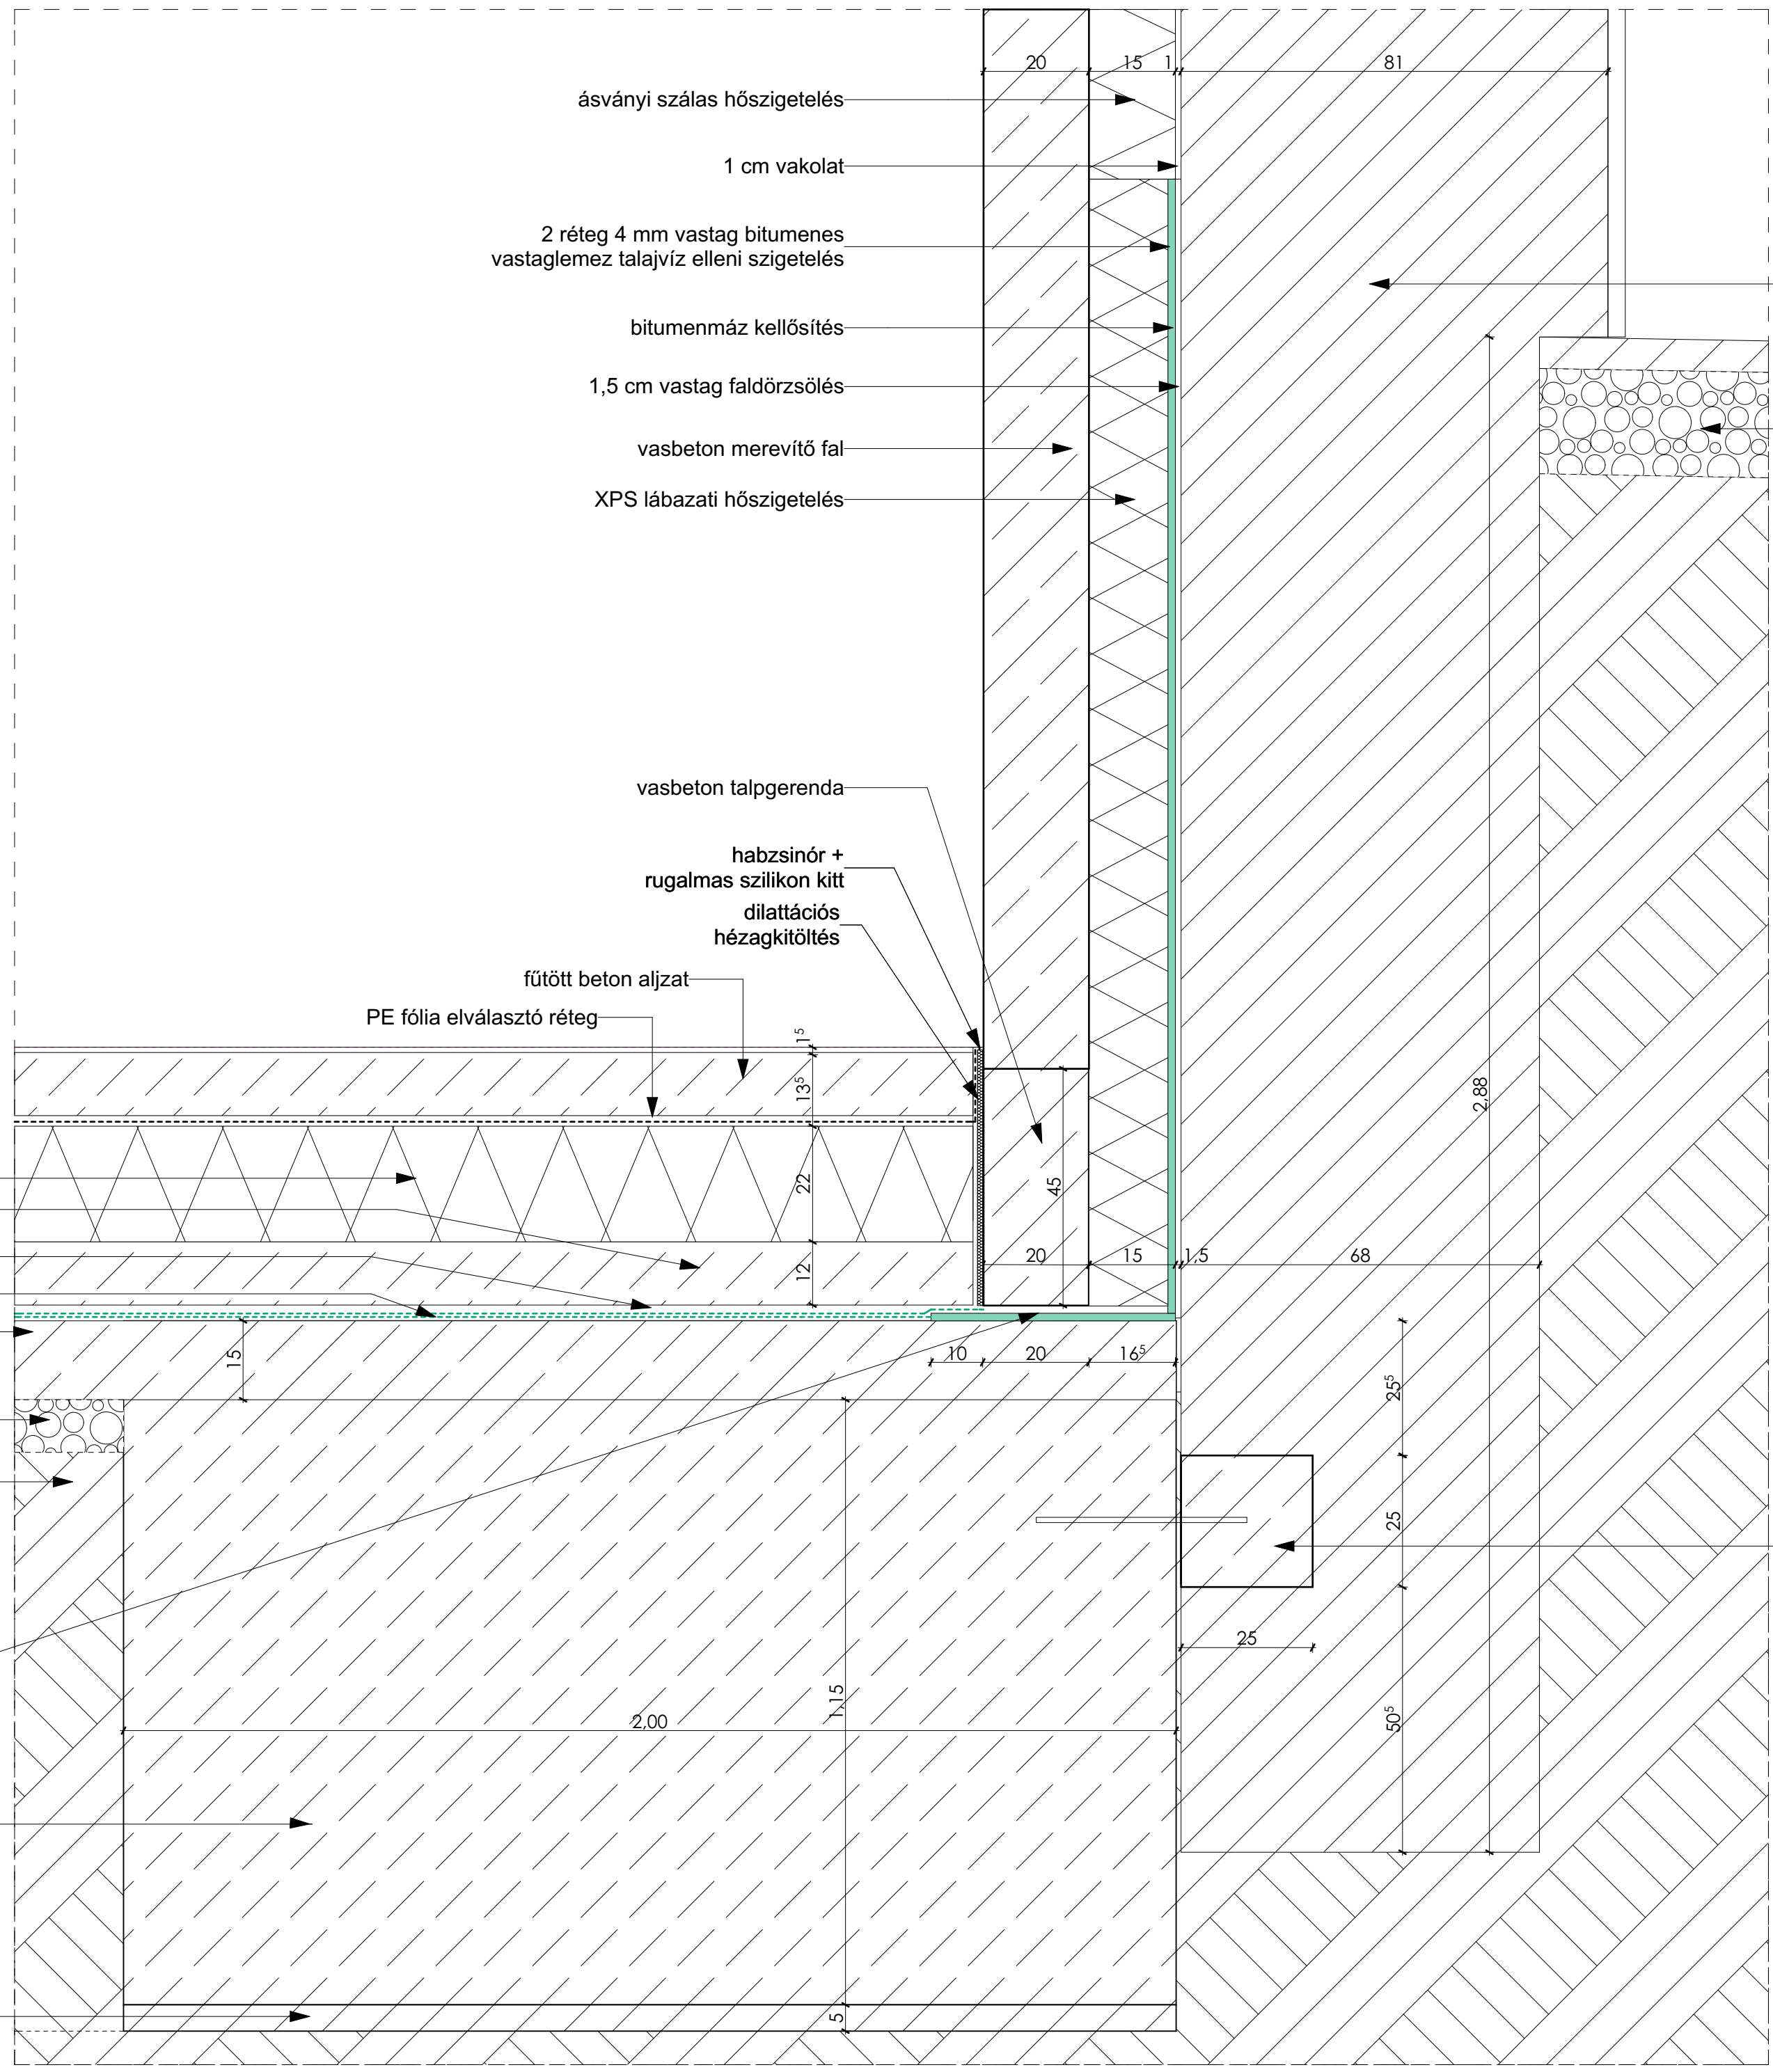 20
15
1
81
ásványi szálas hőszigetelés
1 cm vakolat
2 réteg 4 mm vastag bitumenes
vastaglemez talajvíz elleni szigetelés
bitumenmáz kellősítés
1,5 cm vastag faldörzsölés
vasbeton merevítő fal
XPS lábazati hőszigetelés
vasbeton talpgerenda
habzsinór +
rugalmas szilikon kitt
dilattációs
hézagkitöltés
fűtött beton aljzat
PE fólia elválasztó réteg
1⁵
13⁵
22
12
45
2,88
20
15
1,5
68
15
10
20
16⁵
25⁵
25
25
50⁵
1,15
2,00
5